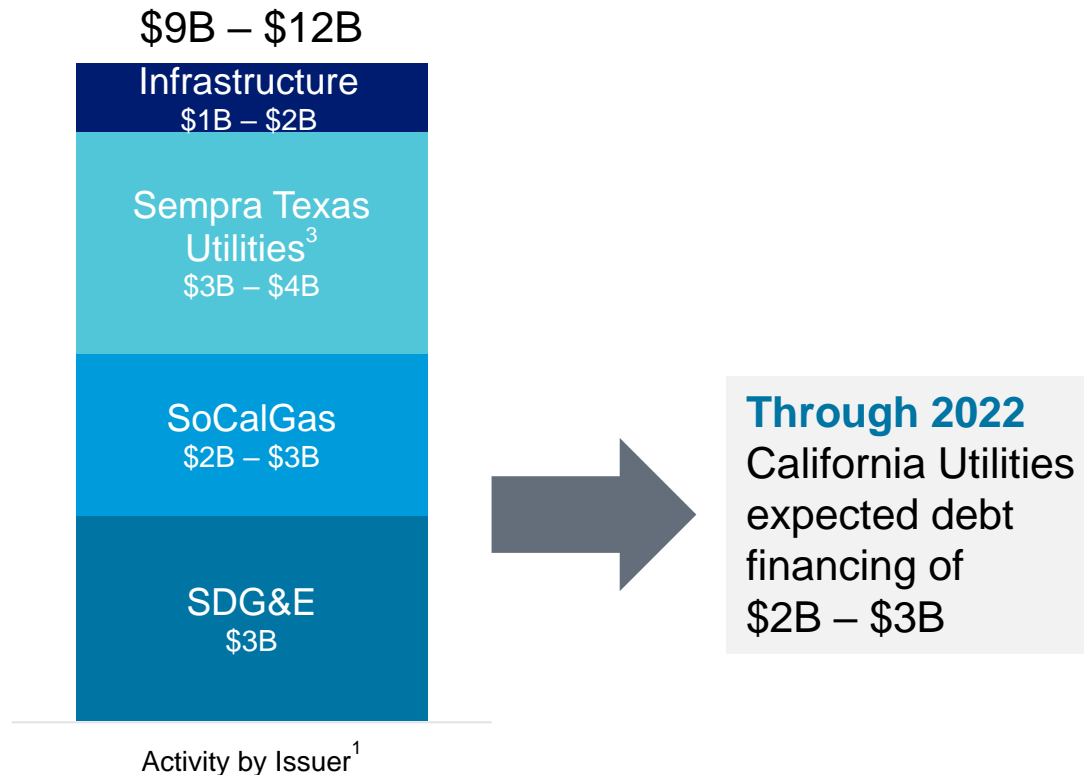 $9B – $12B
Infrastructure
$1B – $2B
Sempra Texas
Utilities3
$3B – $4B
SoCalGas
$2B – $3B
SDG&E
$3B
Activity by Issuer1
Through 2022
California Utilities
expected debt
financing of
$2B – $3B